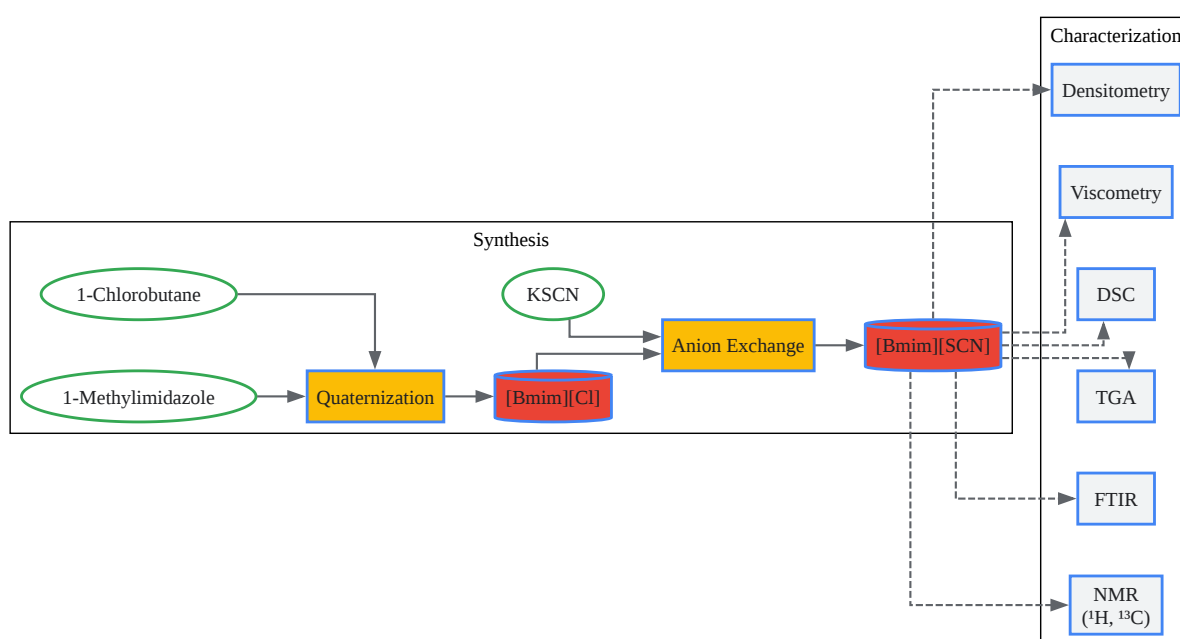 Characterization
Densitometry
Viscometry
Synthesis
1-Chlorobutane
KSCN
DSC
Anion Exchange
[Bmim][SCN]
1-Methylimidazole
Quaternization
[Bmim][Cl]
TGA
FTIR
NMR
(¹H, ¹³C)